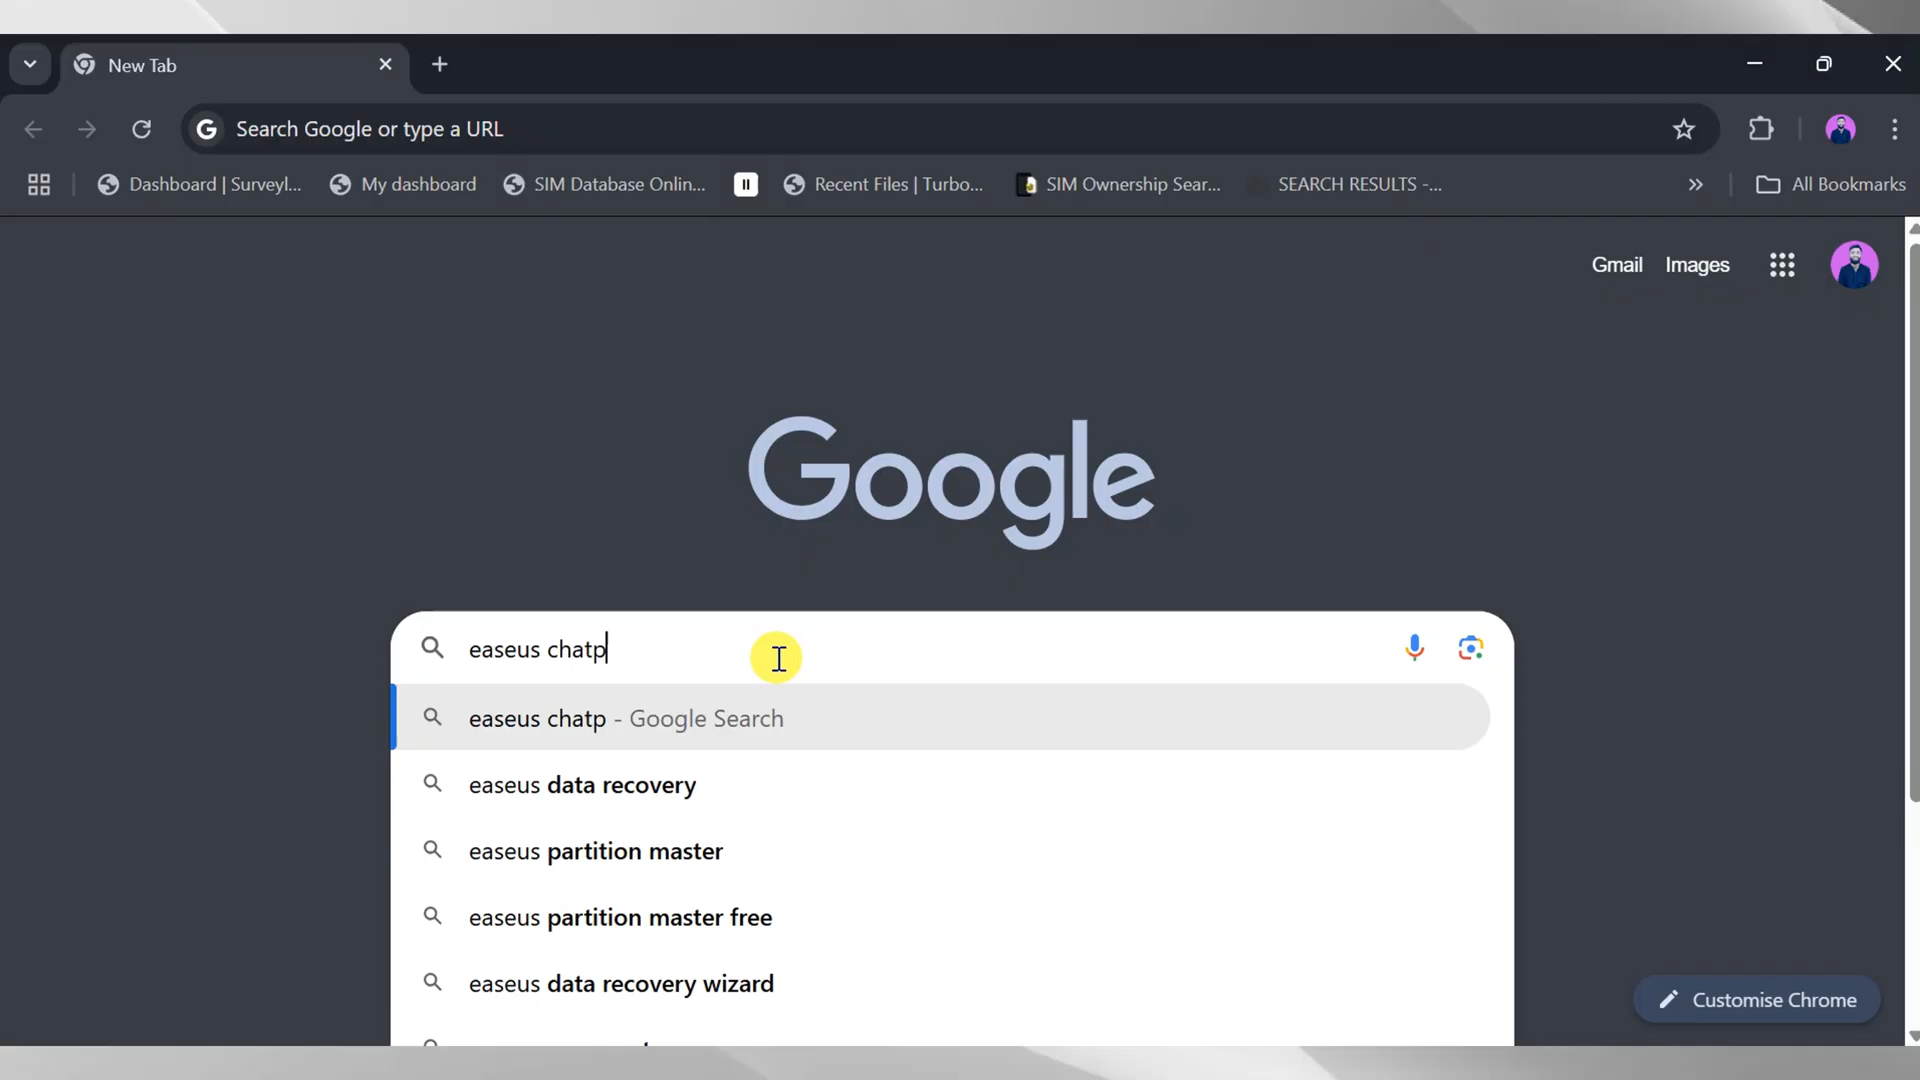 New Tab
Search Google or type a URL
Dashboard | Surveyl... My dashboard SIM Database Onlin... Recent Files | Turbo... SIM Ownership Sear... SEARCH RESULTS -... All Bookmarks
Gmail Images
Google
easeus chatp
easeus chatp - Google Search
easeus data recovery
easeus partition master
easeus partition master free
easeus data recovery wizard
Customise Chrome